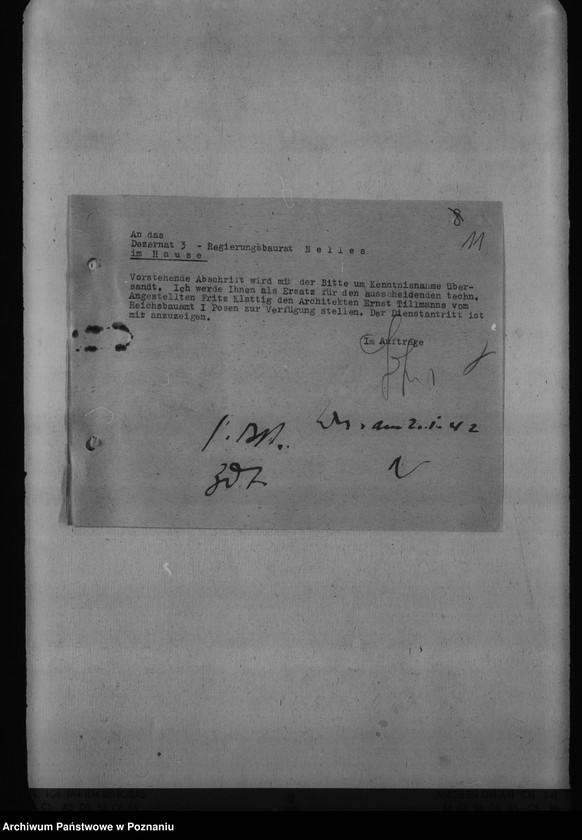 8
11
An das
Dezernat 3 - Regierungsbaurat N e l l e s
im H a u s e
Vorstehende Abschrift wird mit der Bitte um Kenntnisnahme über-
sandt. Ich werde Ihnen als Ersatz für den ausscheidenden techn.
Angestellten Fritz Klattig den Architekten Ernst Tillmanns vom
Reichsbauamt I Posen zur Verfügung stellen. Der Dienstantritt ist
mir anzuzeigen.
Im Auftrage
Archiwum Państwowe w Poznaniu